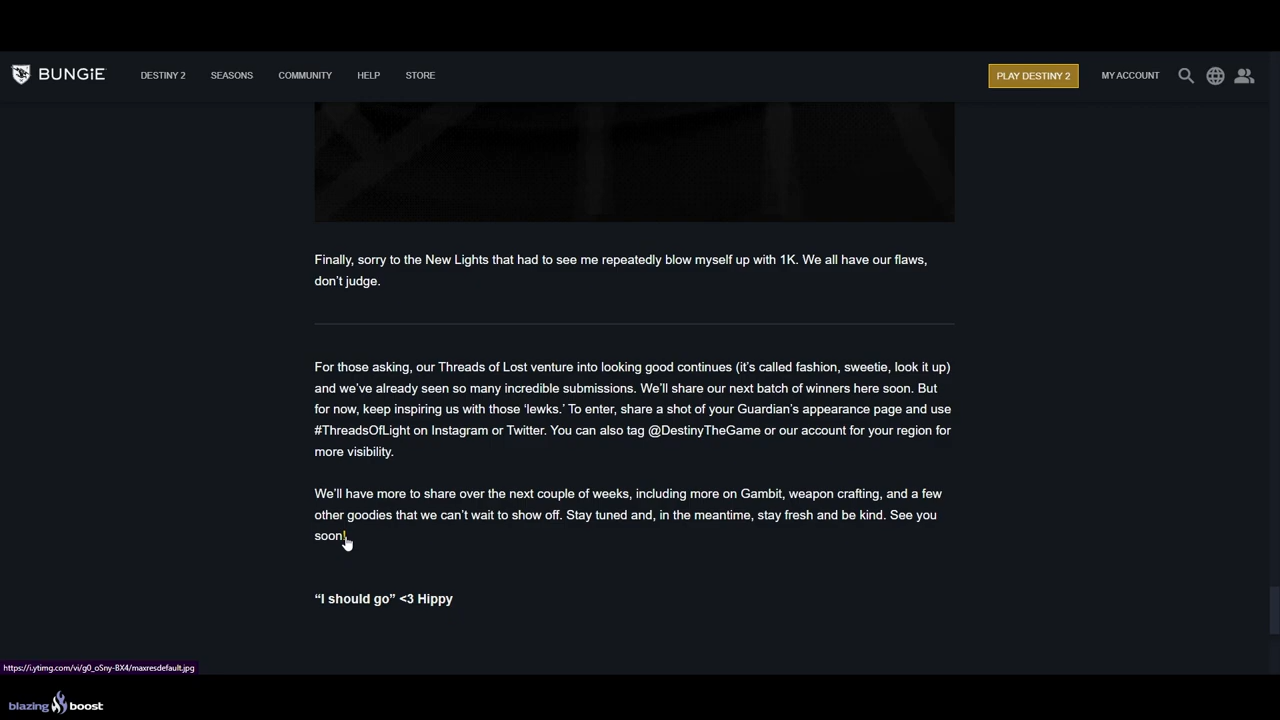 BUNGiE
DESTINY 2
SEASONS
COMMUNITY
HELP
STORE
PLAY DESTINY 2
MY ACCOUNT
Finally, sorry to the New Lights that had to see me repeatedly blow myself up with 1K. We all have our flaws,
don't judge.
For those asking, our Threads of Lost venture into looking good continues (it's called fashion, sweetie, look it up)
and we've already seen so many incredible submissions. We'll share our next batch of winners here soon. But
for now, keep inspiring us with those 'lewks.' To enter, share a shot of your Guardian's appearance page and use
#ThreadsOfLight on Instagram or Twitter. You can also tag @DestinyTheGame or our account for your region for
more visibility.
We'll have more to share over the next couple of weeks, including more on Gambit, weapon crafting, and a few
other goodies that we can't wait to show off. Stay tuned and, in the meantime, stay fresh and be kind. See you
soon!
“I should go” <3 Hippy
https://i.ytimg.com/vi/g0_oSny-BX4/maxresdefault.jpg
blazing boost